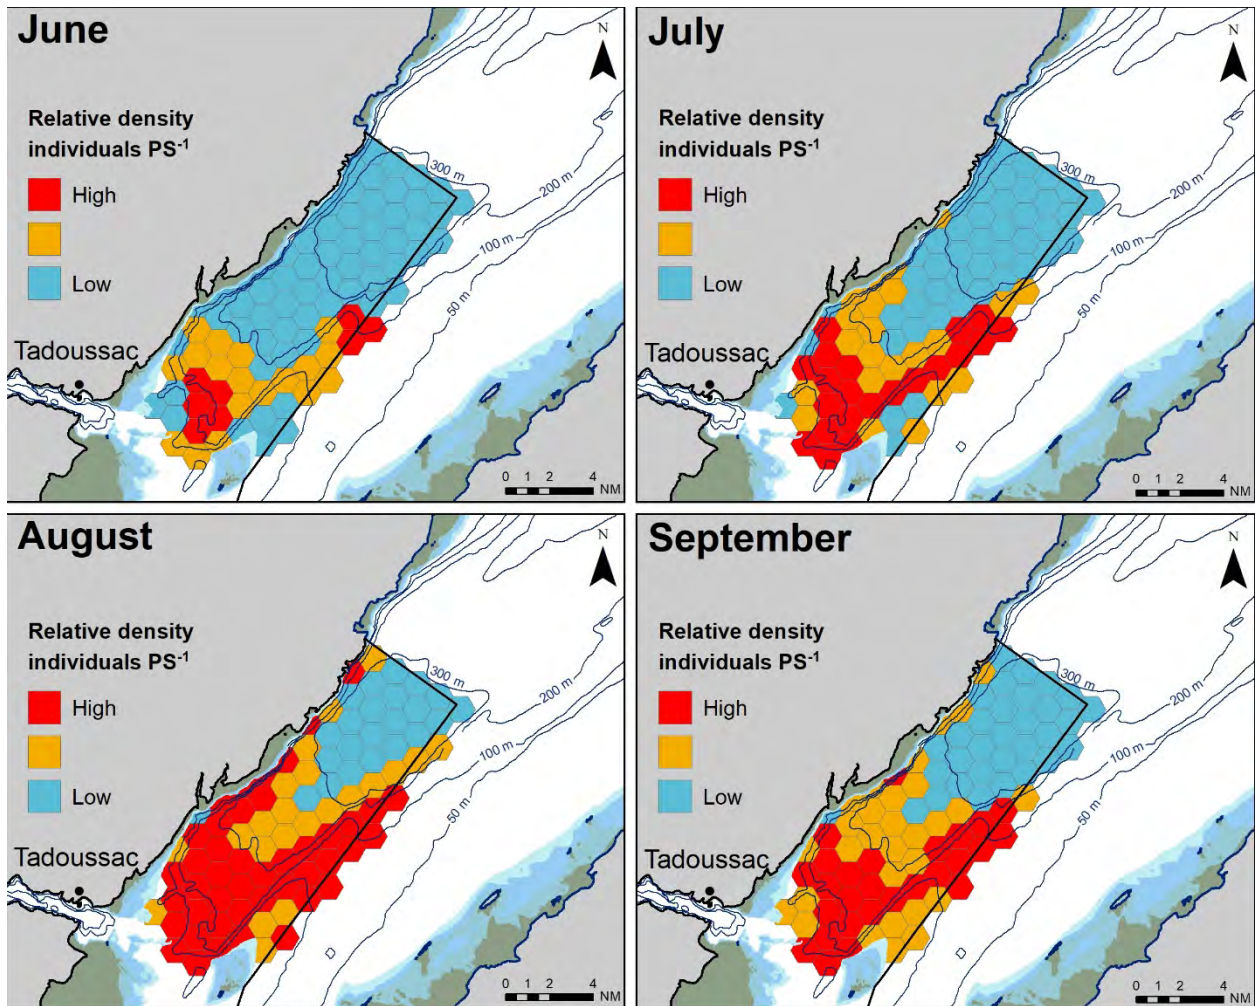 June
N
Relative density
individuals PS⁻¹
High
Low
300 m
200 m
100 m
50 m
Tadoussac
0 1 2 4
NM
July
N
Relative density
individuals PS⁻¹
High
Low
300 m
200 m
100 m
50 m
Tadoussac
0 1 2 4
NM
August
N
Relative density
individuals PS⁻¹
High
Low
300 m
200 m
100 m
50 m
Tadoussac
0 1 2 4
NM
September
N
Relative density
individuals PS⁻¹
High
Low
300 m
200 m
100 m
50 m
Tadoussac
0 1 2 4
NM